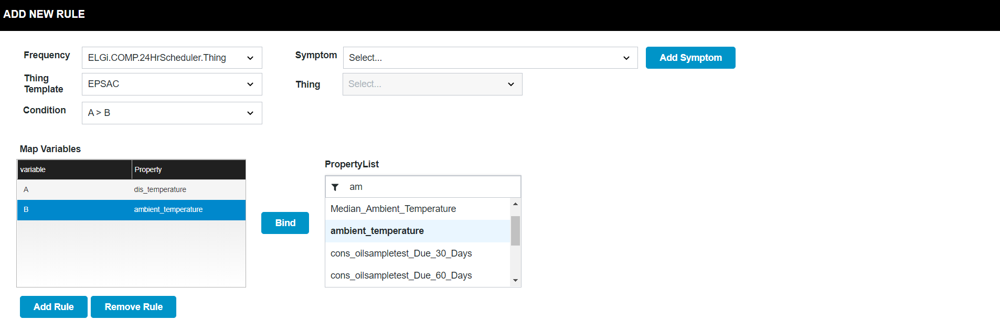 ADD NEW RULE
Frequency
ELGi.COMP.24HrScheduler.Thing
Symptom
Select...
Add Symptom
Thing
Template
EPSAC
Thing
Select...
Condition
A > B
Map Variables
variable
Property
A
dis_temperature
B
ambient_temperature
Bind
PropertyList
am
Median_Ambient_Temperature
ambient_temperature
cons_oilsampletest_Due_30_Days
cons_oilsampletest_Due_60_Days
Add Rule
Remove Rule